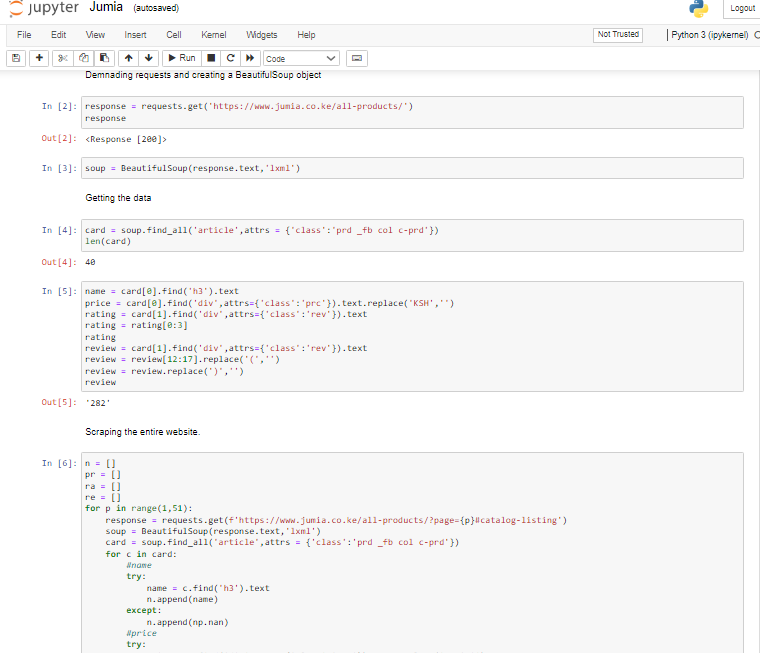 jupyter Jumia (autosaved)
Logout
File Edit View Insert Cell Kernel Widgets Help
Not Trusted
Python 3 (ipykernel)
Run
Code
Demnading requests and creating a BeautifulSoup object
In [2]: response = requests.get('https://www.jumia.co.ke/all-products/')
response
Out[2]: <Response [200]>
In [3]: soup = BeautifulSoup(response.text,'lxml')
Getting the data
In [4]: card = soup.find_all('article',attrs = {'class':'prd _fb col c-prd'})
len(card)
Out[4]: 40
In [5]: name = card[0].find('h3').text
price = card[0].find('div',attrs={'class':'prc'}).text.replace('KSH','')
rating = card[1].find('div',attrs={'class':'rev'}).text
rating = rating[0:3]
rating
review = card[1].find('div',attrs={'class':'rev'}).text
review = review[12:17].replace('(','')
review = review.replace(')','')
review
Out[5]: '282'
Scraping the entire website.
In [6]: n = []
pr = []
ra = []
re = []
for p in range(1,51):
response = requests.get(f'https://www.jumia.co.ke/all-products/?page={p}#catalog-listing')
soup = BeautifulSoup(response.text,'lxml')
card = soup.find_all('article',attrs = {'class':'prd _fb col c-prd'})
for c in card:
#name
try:
name = c.find('h3').text
n.append(name)
except:
n.append(np.nan)
#price
try: